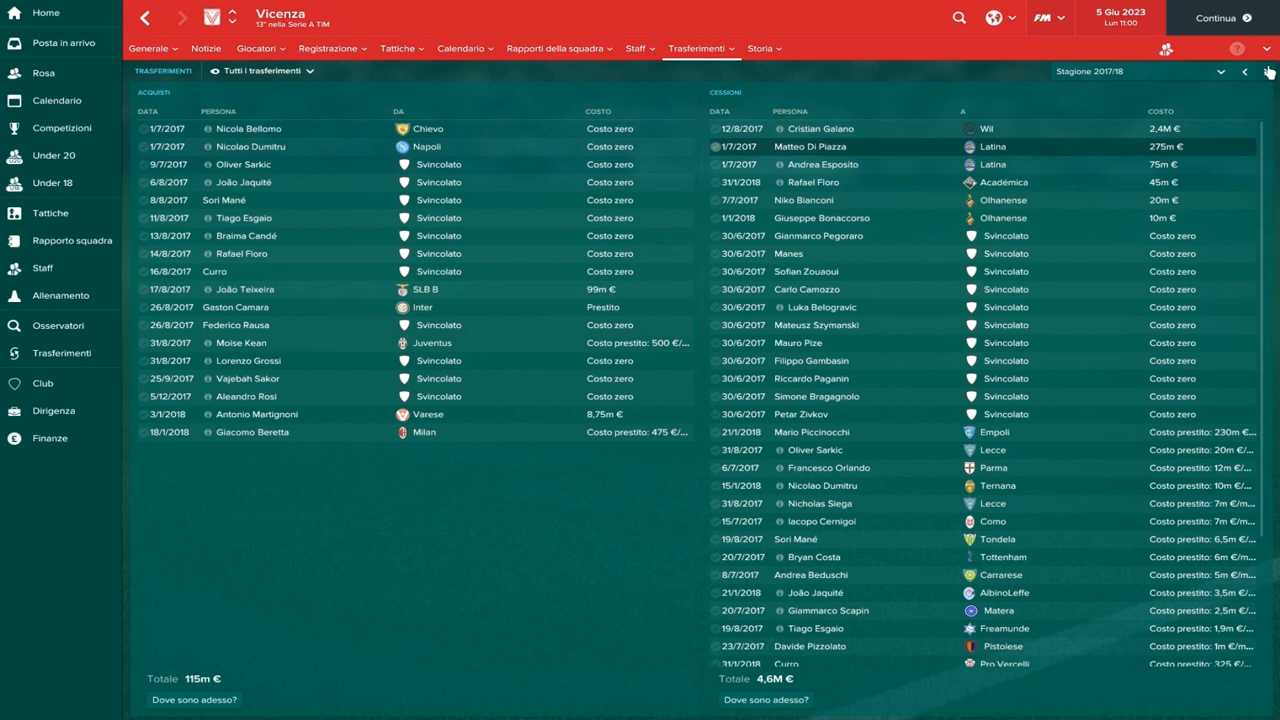 Home
Posta in arrivo
Rosa
Calendario
Competizioni
Under 20
Under 18
Tattiche
Rapporto squadra
Staff
Allenamento
Osservatori
Trasferimenti
Club
Dirigenza
Finanze
Vicenza
13° nella Serie A TIM
FM
5 Giu 2023
Lun 11:00
Continua
Generale Notizie Giocatori Registrazione Tattiche Calendario Rapporti della squadra Staff Trasferimenti Storia
TRASFERIMENTI Tutti i trasferimenti Stagione 2017/18
ACQUISTI
DATA PERSONA DA COSTO
1/7/2017 Nicola Bellomo Chievo Costo zero
1/7/2017 Nicolao Dumitru Napoli Costo zero
9/7/2017 Oliver Sarkic Svincolato Costo zero
6/8/2017 João Jaquité Svincolato Costo zero
8/8/2017 Sori Mané Svincolato Costo zero
11/8/2017 Tiago Esgaio Svincolato Costo zero
13/8/2017 Braima Candé Svincolato Costo zero
14/8/2017 Rafael Floro Svincolato Costo zero
16/8/2017 Curro Svincolato Costo zero
17/8/2017 João Teixeira SLB B 99m €
26/8/2017 Gaston Camara Inter Prestito
26/8/2017 Federico Rausa Svincolato Costo zero
31/8/2017 Moise Kean Juventus Costo prestito: 500 €/...
31/8/2017 Lorenzo Grossi Svincolato Costo zero
25/9/2017 Vajebah Sakor Svincolato Costo zero
5/12/2017 Aleandro Rosi Svincolato Costo zero
3/1/2018 Antonio Martignoni Varese 8,75m €
18/1/2018 Giacomo Beretta Milan Costo prestito: 475 €/...
Totale 115m €
Dove sono adesso?
CESSIONI
DATA PERSONA A COSTO
12/8/2017 Cristian Galano Wil 2,4M €
1/7/2017 Matteo Di Piazza Latina 275m €
1/7/2017 Andrea Esposito Latina 75m €
31/1/2018 Rafael Floro Académica 45m €
7/7/2017 Niko Bianconi Olhanense 20m €
1/1/2018 Giuseppe Bonaccorso Olhanense 10m €
30/6/2017 Gianmarco Pegoraro Svincolato Costo zero
30/6/2017 Manes Svincolato Costo zero
30/6/2017 Sofian Zouaoui Svincolato Costo zero
30/6/2017 Carlo Camozzo Svincolato Costo zero
30/6/2017 Luka Belogravic Svincolato Costo zero
30/6/2017 Mateusz Szymanski Svincolato Costo zero
30/6/2017 Mauro Pize Svincolato Costo zero
30/6/2017 Filippo Gambasin Svincolato Costo zero
30/6/2017 Riccardo Paganin Svincolato Costo zero
30/6/2017 Simone Bragagnolo Svincolato Costo zero
30/6/2017 Petar Zivkov Svincolato Costo zero
21/1/2018 Mario Piccinocchi Empoli Costo prestito: 230m €...
31/8/2017 Oliver Sarkic Lecce Costo prestito: 20m €/...
6/7/2017 Francesco Orlando Parma Costo prestito: 12m €/...
15/1/2018 Nicolao Dumitru Ternana Costo prestito: 10m €/...
31/8/2017 Nicholas Siega Lecce Costo prestito: 7m €/m...
15/7/2017 Iacopo Cernigoi Como Costo prestito: 7m €/m...
19/8/2017 Sori Mané Tondela Costo prestito: 6,5m €/...
20/7/2017 Bryan Costa Tottenham Costo prestito: 6m €/m...
8/7/2017 Andrea Beduschi Carrarese Costo prestito: 5m €/m...
21/1/2018 João Jaquité AlbinoLeffe Costo prestito: 3,5m €/...
20/7/2017 Giammarco Scapin Matera Costo prestito: 2,5m €/...
19/8/2017 Tiago Esgaio Freamunde Costo prestito: 1,9m €/...
23/7/2017 Davide Pizzolato Pistoiese Costo prestito: 1m €/m...
31/1/2018 Curro Pro Vercelli Costo prestito: 325 €/...
Totale 4,6M €
Dove sono adesso?